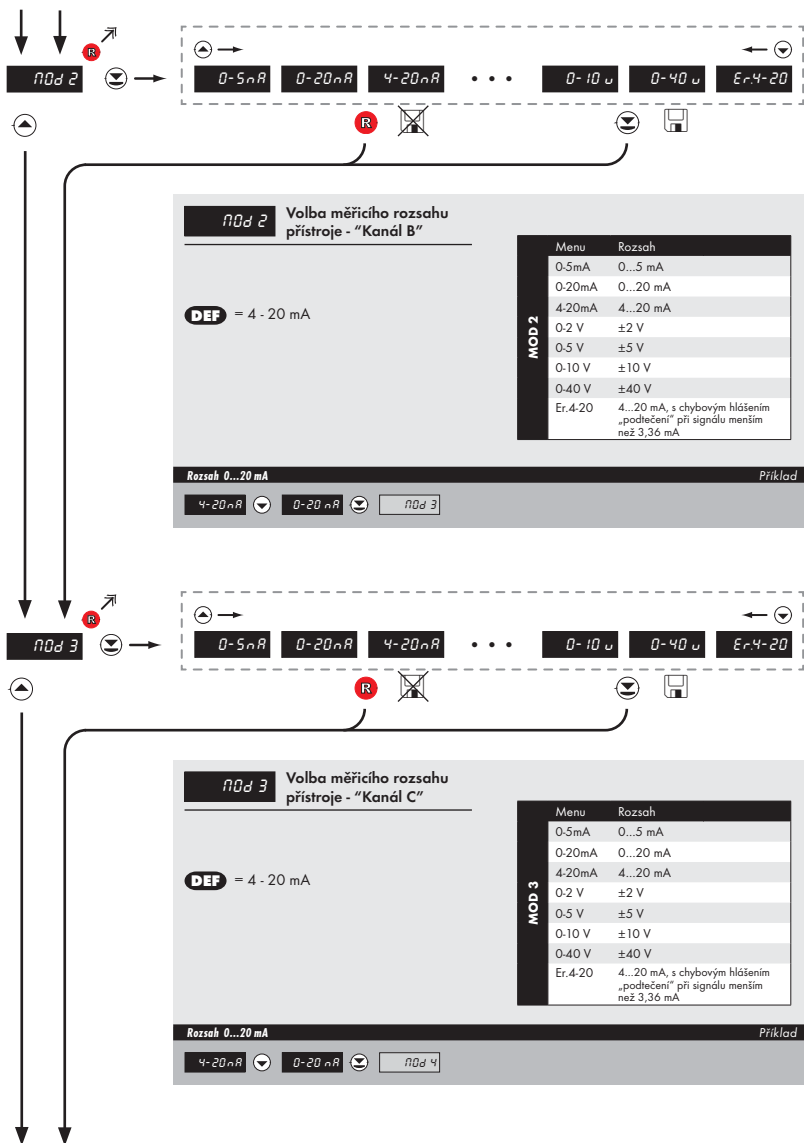 R
MOd 2
0-5mA 0-20mA 4-20mA • • • 0-10 u 0-40 u Er.4-20
R
MOd 2 Volba měřicího rozsahu
přístroje - “Kanál B”
DEF = 4 - 20 mA
MOD 2
Menu Rozsah
0-5mA 0...5 mA
0-20mA 0...20 mA
4-20mA 4...20 mA
0-2 V ±2 V
0-5 V ±5 V
0-10 V ±10 V
0-40 V ±40 V
Er.4-20 4...20 mA, s chybovým hlášením
„podtečení” při signálu menším
než 3,36 mA
Rozsah 0...20 mA Příklad
4-20mA 0-20 mA MOd 3
R
MOd 3
0-5mA 0-20mA 4-20mA • • • 0-10 u 0-40 u Er.4-20
R
MOd 3 Volba měřicího rozsahu
přístroje - “Kanál C”
DEF = 4 - 20 mA
MOD 3
Menu Rozsah
0-5mA 0...5 mA
0-20mA 0...20 mA
4-20mA 4...20 mA
0-2 V ±2 V
0-5 V ±5 V
0-10 V ±10 V
0-40 V ±40 V
Er.4-20 4...20 mA, s chybovým hlášením
„podtečení” při signálu menším
než 3,36 mA
Rozsah 0...20 mA Příklad
4-20mA 0-20 mA MOd 4